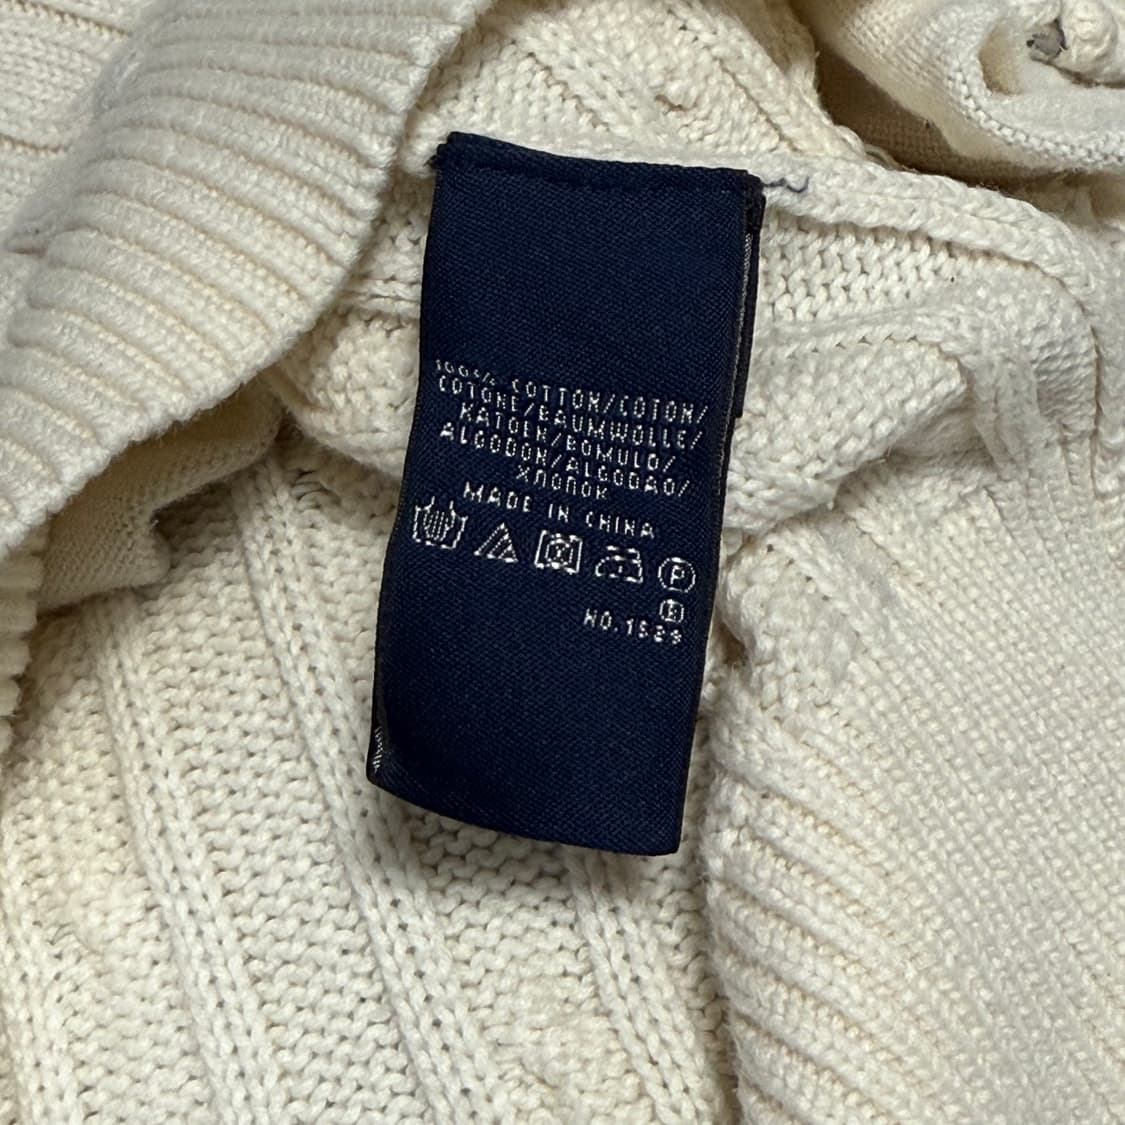 100% COTTON/COTON/
COTONE/BAUMWOLLE/
KATOEN/BOMULD/
ALGODON/ALGODAO/
хлопок
MADE IN CHINA
P
NO.1529